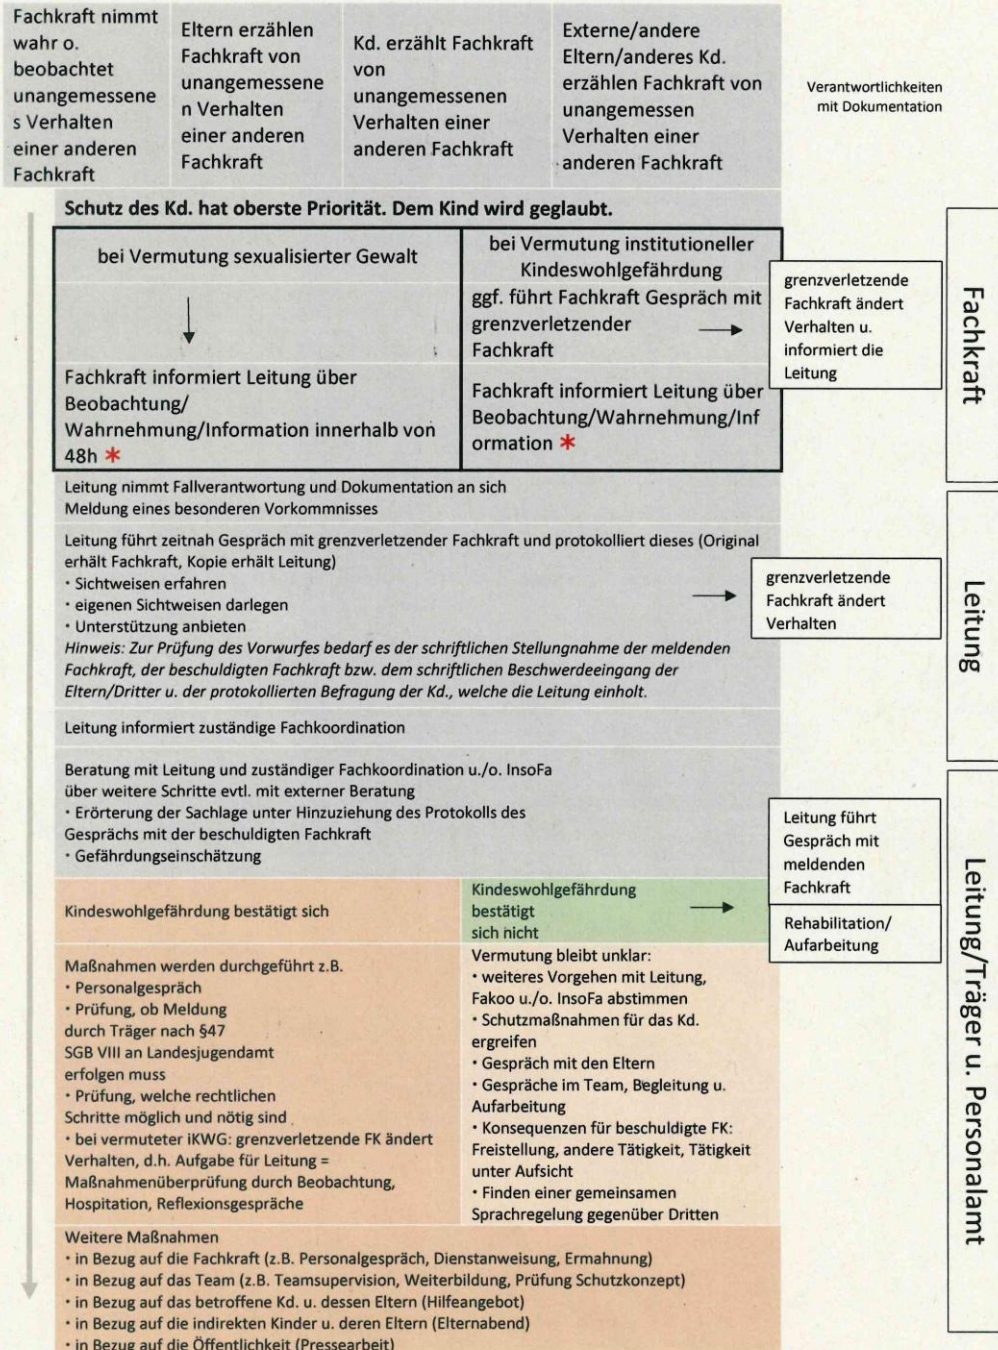 Fachkraft nimmt
wahr o.
beobachtet
unangemessene
s Verhalten
einer anderen
Fachkraft
Eltern erzählen
Fachkraft von
unangemessene
n Verhalten
einer anderen
Fachkraft
Kd. erzählt Fachkraft
von
unangemessenen
Verhalten einer
anderen Fachkraft
Externe/andere
Eltern/anderes Kd.
erzählen Fachkraft von
unangemessen
Verhalten einer
anderen Fachkraft
Verantwortlichkeiten
mit Dokumentation
Schutz des Kd. hat oberste Priorität. Dem Kind wird geglaubt.
bei Vermutung sexualisierter Gewalt
bei Vermutung institutioneller
Kindeswohlgefährdung
ggf. führt Fachkraft Gespräch mit
grenzverletzender
Fachkraft
grenzverletzende
Fachkraft ändert
Verhalten u.
informiert die
Leitung
Fachkraft
Fachkraft informiert Leitung über
Beobachtung/
Wahrnehmung/Information innerhalb von
48h *
Fachkraft informiert Leitung über
Beobachtung/Wahrnehmung/Inf
ormation *
Leitung nimmt Fallverantwortung und Dokumentation an sich
Meldung eines besonderen Vorkommnisses
Leitung führt zeitnah Gespräch mit grenzverletzender Fachkraft und protokolliert dieses (Original
erhält Fachkraft, Kopie erhält Leitung)
· Sichtweisen erfahren
· eigenen Sichtweisen darlegen
· Unterstützung anbieten
Hinweis: Zur Prüfung des Vorwurfes bedarf es der schriftlichen Stellungnahme der meldenden
Fachkraft, der beschuldigten Fachkraft bzw. dem schriftlichen Beschwerdeeingang der
Eltern/Dritter u. der protokollierten Befragung der Kd., welche die Leitung einholt.
grenzverletzende
Fachkraft ändert
Verhalten
Leitung
Leitung informiert zuständige Fachkoordination
Beratung mit Leitung und zuständiger Fachkoordination u./o. InsoFa
über weitere Schritte evtl. mit externer Beratung
· Erörterung der Sachlage unter Hinzuziehung des Protokolls des
Gesprächs mit der beschuldigten Fachkraft
· Gefährdungseinschätzung
Leitung führt
Gespräch mit
meldenden
Fachkraft
Rehabilitation/
Aufarbeitung
Leitung/Träger u. Personalamt
Kindeswohlgefährdung bestätigt sich
Kindeswohlgefährdung
bestätigt
sich nicht
Maßnahmen werden durchgeführt z.B.
· Personalgespräch
· Prüfung, ob Meldung
durch Träger nach §47
SGB VIII an Landesjugendamt
erfolgen muss
· Prüfung, welche rechtlichen
Schritte möglich und nötig sind
· bei vermuteter iKWG: grenzverletzende FK ändert
Verhalten, d.h. Aufgabe für Leitung =
Maßnahmenüberprüfung durch Beobachtung,
Hospitation, Reflexionsgespräche
Vermutung bleibt unklar:
· weiteres Vorgehen mit Leitung,
Fakoo u./o. InsoFa abstimmen
· Schutzmaßnahmen für das Kd.
ergreifen
· Gespräch mit den Eltern
· Gespräche im Team, Begleitung u.
Aufarbeitung
· Konsequenzen für beschuldigte FK:
Freistellung, andere Tätigkeit, Tätigkeit
unter Aufsicht
· Finden einer gemeinsamen
Sprachregelung gegenüber Dritten
Weitere Maßnahmen
· in Bezug auf die Fachkraft (z.B. Personalgespräch, Dienstanweisung, Ermahnung)
· in Bezug auf das Team (z.B. Teamsupervision, Weiterbildung, Prüfung Schutzkonzept)
· in Bezug auf das betroffene Kd. u. dessen Eltern (Hilfeangebot)
· in Bezug auf die indirekten Kinder u. deren Eltern (Elternabend)
· in Bezug auf die Öffentlichkeit (Pressearbeit)